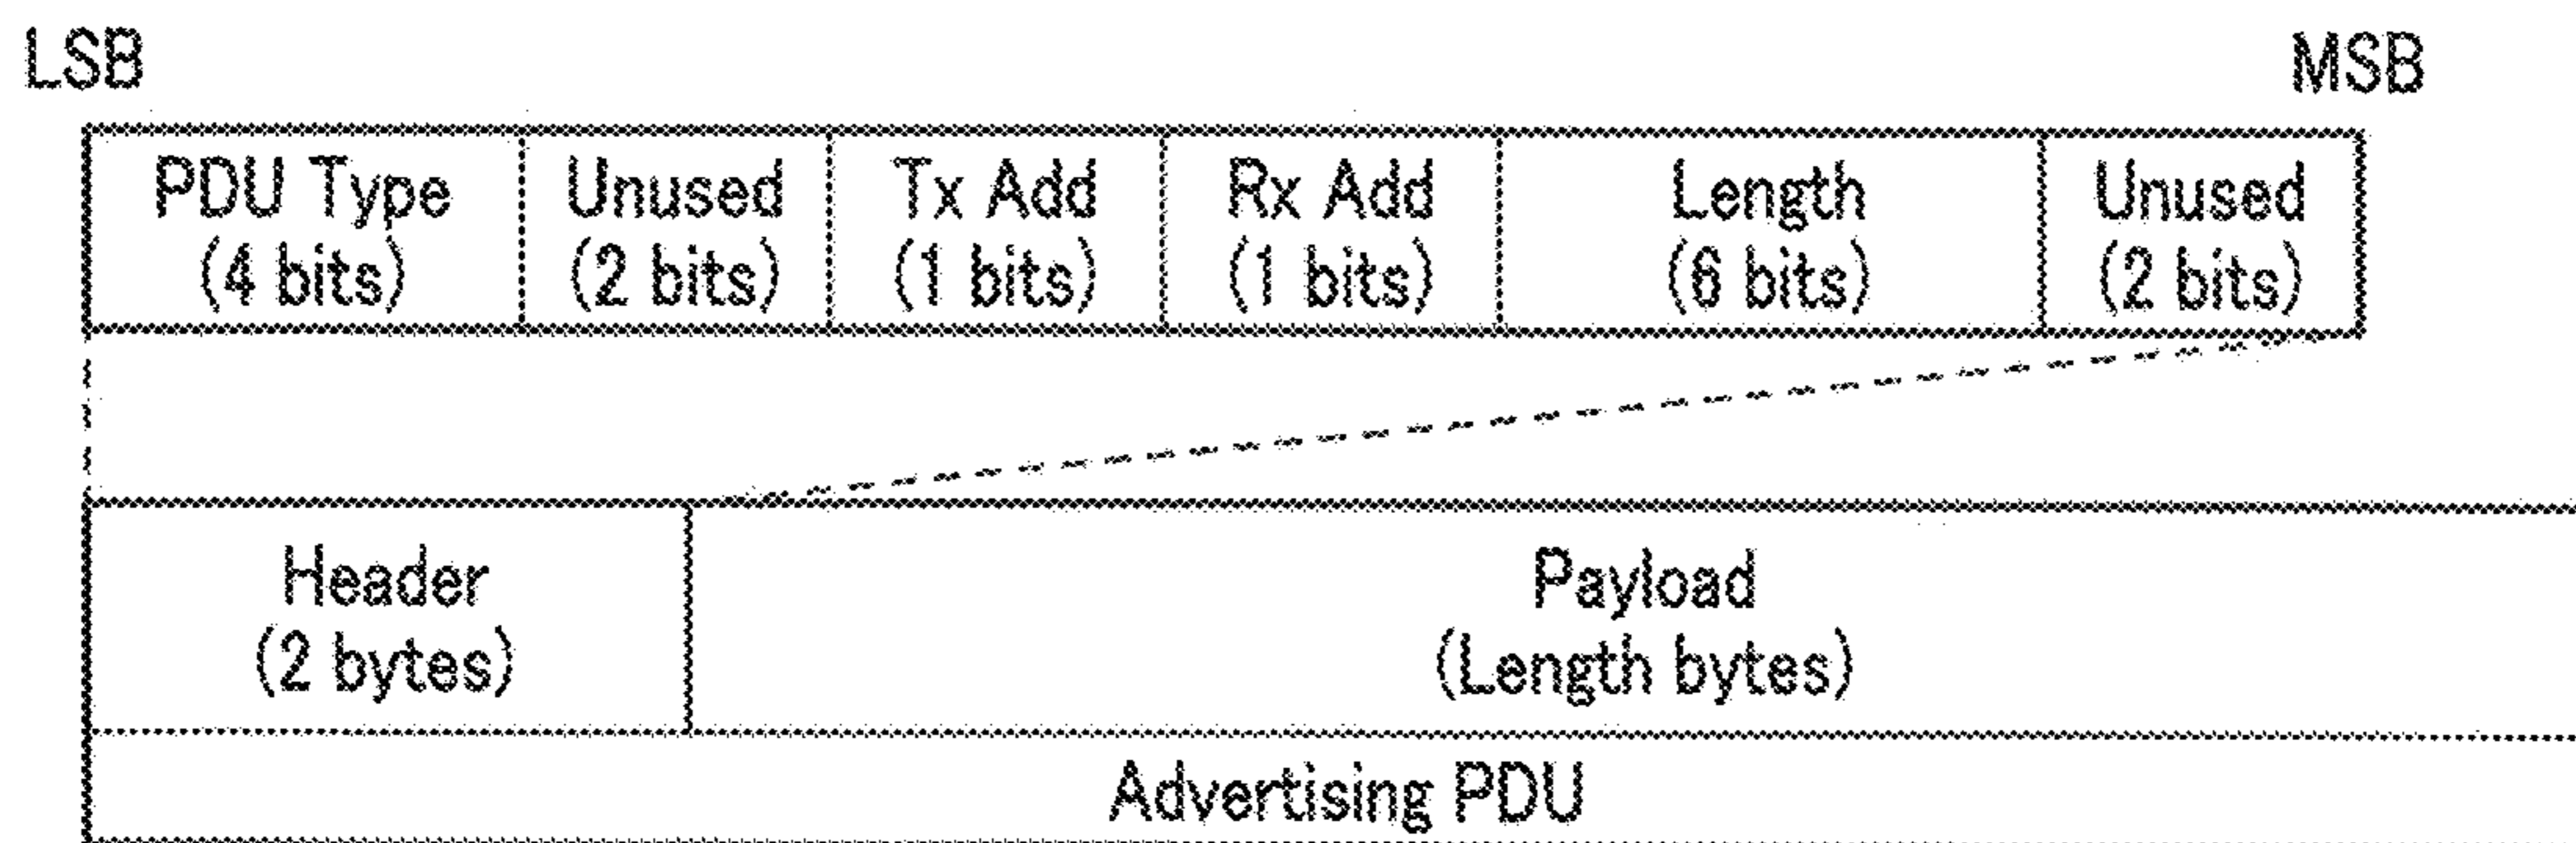 LSB
MSB
PDU Type
(4 bits)
Unused
(2 bits)
Tx Add
(1 bits)
Rx Add
(1 bits)
Length
(6 bits)
Unused
(2 bits)
Header
(2 bytes)
Payload
(Length bytes)
Advertising PDU